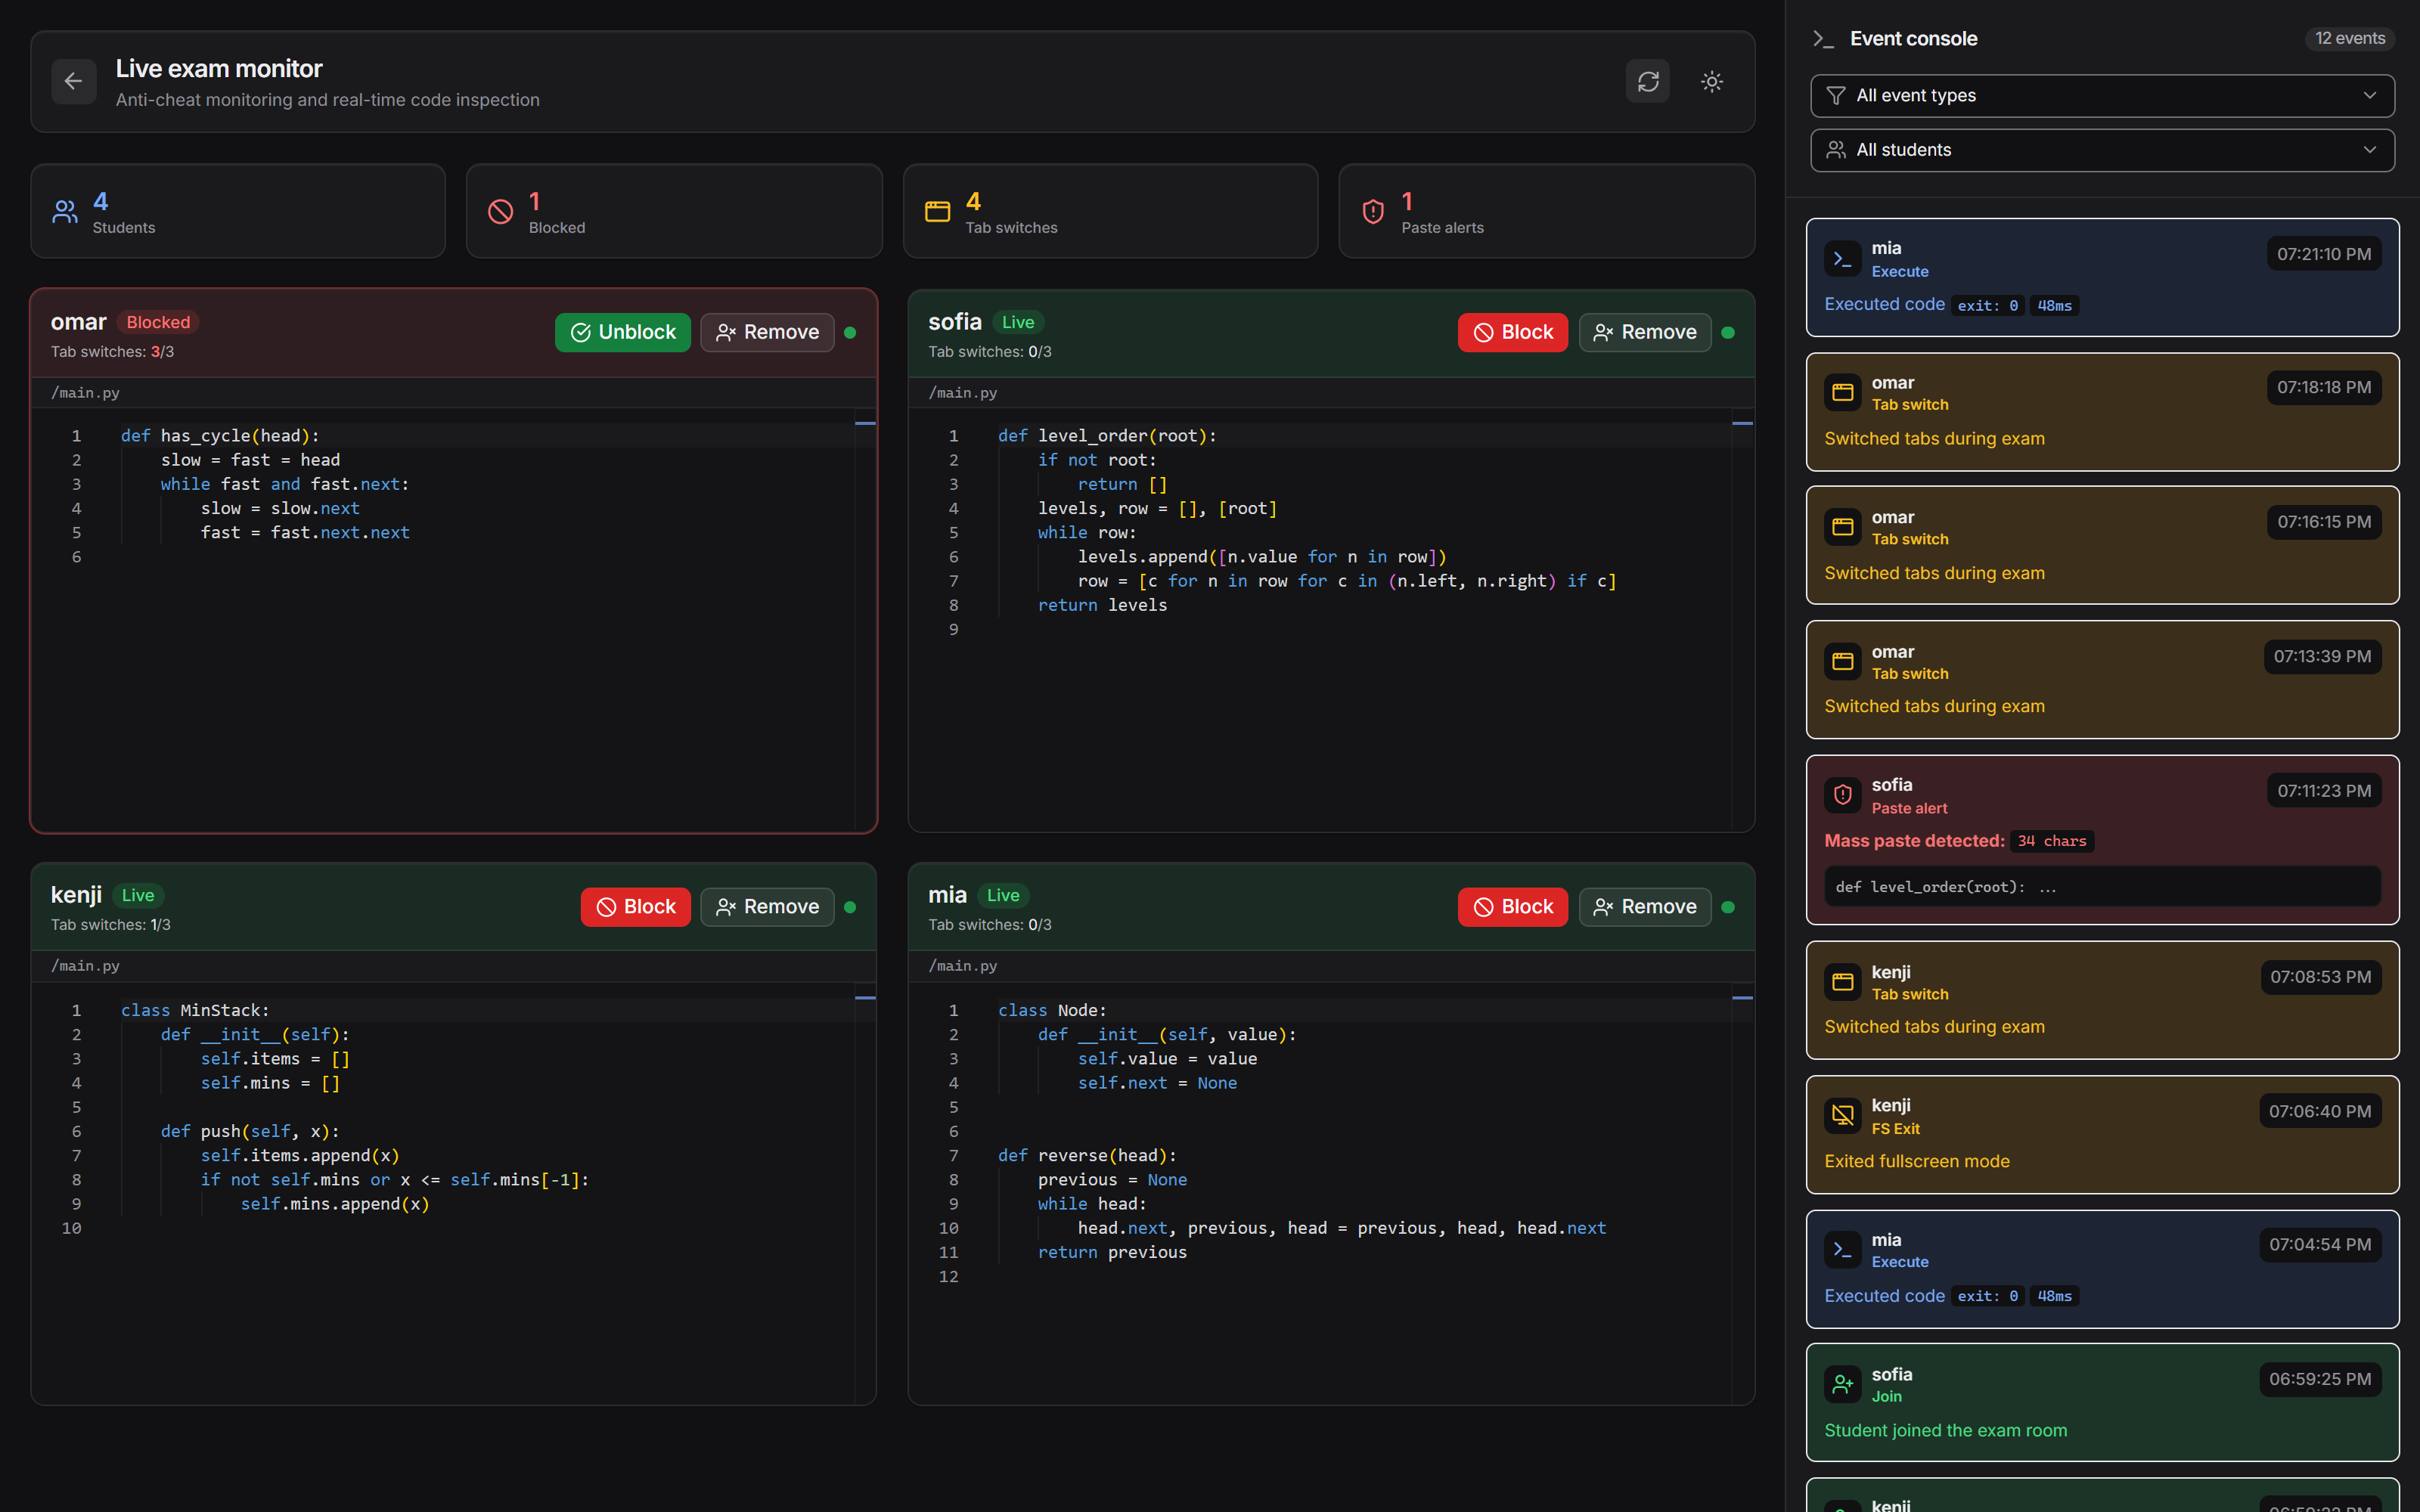 Live exam monitor
Anti-cheat monitoring and real-time code inspection
4
Students
1
Blocked
4
Tab switches
1
Paste alerts
omar Blocked
Tab switches: 3/3
Unblock Remove
/main.py
1 def has_cycle(head):
2 slow = fast = head
3 while fast and fast.next:
4 slow = slow.next
5 fast = fast.next.next
6
sofia Live
Tab switches: 0/3
Block Remove
/main.py
1 def level_order(root):
2 if not root:
3 return []
4 levels, row = [], [root]
5 while row:
6 levels.append([n.value for n in row])
7 row = [c for n in row for c in (n.left, n.right) if c]
8 return levels
9
kenji Live
Tab switches: 1/3
Block Remove
/main.py
1 class MinStack:
2 def __init__(self):
3 self.items = []
4 self.mins = []
5
6 def push(self, x):
7 self.items.append(x)
8 if not self.mins or x <= self.mins[-1]:
9 self.mins.append(x)
10
mia Live
Tab switches: 0/3
Block Remove
/main.py
1 class Node:
2 def __init__(self, value):
3 self.value = value
4 self.next = None
5
6
7 def reverse(head):
8 previous = None
9 while head:
10 head.next, previous, head = previous, head, head.next
11 return previous
12
Event console 12 events
All event types
All students
mia 07:21:10 PM
Execute
Executed code exit: 0 48ms
omar 07:18:18 PM
Tab switch
Switched tabs during exam
omar 07:16:15 PM
Tab switch
Switched tabs during exam
omar 07:13:39 PM
Tab switch
Switched tabs during exam
sofia 07:11:23 PM
Paste alert
Mass paste detected: 34 chars
def level_order(root): ...
kenji 07:08:53 PM
Tab switch
Switched tabs during exam
kenji 07:06:40 PM
FS Exit
Exited fullscreen mode
mia 07:04:54 PM
Execute
Executed code exit: 0 48ms
sofia 06:59:25 PM
Join
Student joined the exam room
kenji